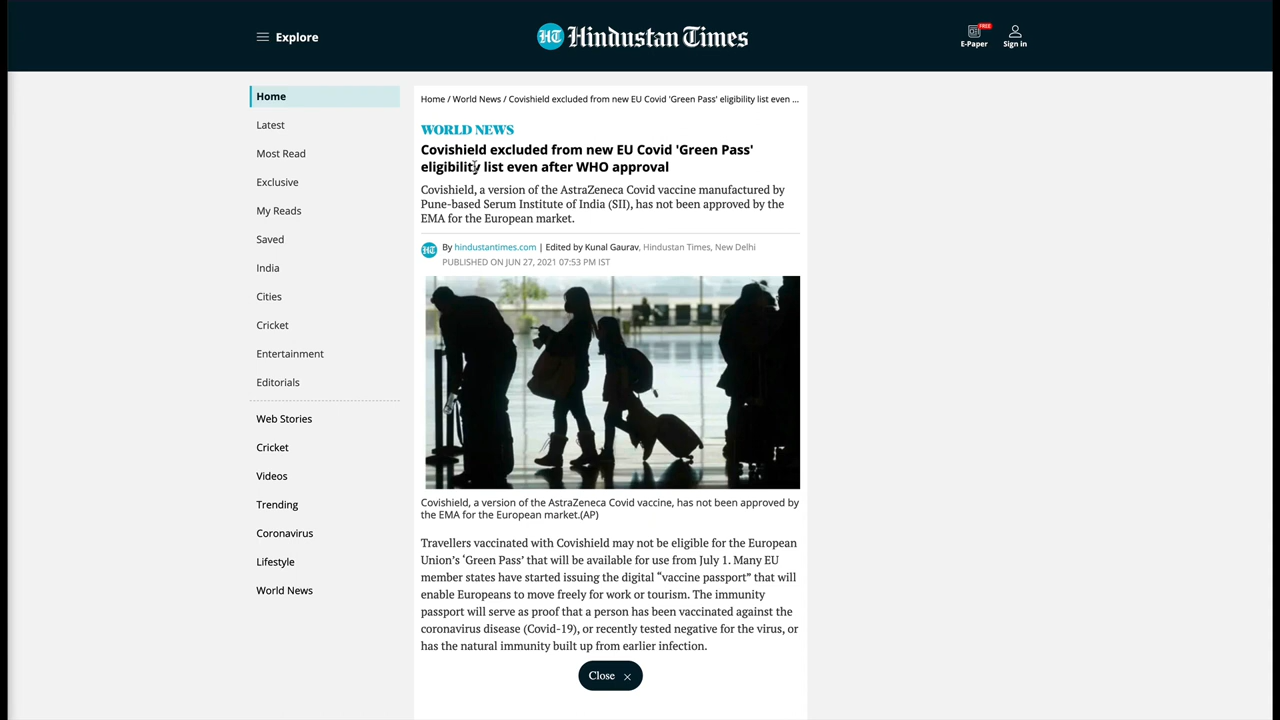 Explore
HT Hindustan Times
FREE
E-Paper
Sign in
Home
Latest
Most Read
Exclusive
My Reads
Saved
India
Cities
Cricket
Entertainment
Editorials
Web Stories
Cricket
Videos
Trending
Coronavirus
Lifestyle
World News
Home / World News / Covishield excluded from new EU Covid 'Green Pass' eligibility list even ...
WORLD NEWS
Covishield excluded from new EU Covid 'Green Pass'
eligibility list even after WHO approval
Covishield, a version of the AstraZeneca Covid vaccine manufactured by
Pune-based Serum Institute of India (SII), has not been approved by the
EMA for the European market.
HT
By hindustantimes.com | Edited by Kunal Gaurav, Hindustan Times, New Delhi
PUBLISHED ON JUN 27, 2021 07:53 PM IST
Covishield, a version of the AstraZeneca Covid vaccine, has not been approved by
the EMA for the European market.(AP)
Travellers vaccinated with Covishield may not be eligible for the European
Union’s ‘Green Pass’ that will be available for use from July 1. Many EU
member states have started issuing the digital “vaccine passport” that will
enable Europeans to move freely for work or tourism. The immunity
passport will serve as proof that a person has been vaccinated against the
coronavirus disease (Covid-19), or recently tested negative for the virus, or
has the natural immunity built up from earlier infection.
Close